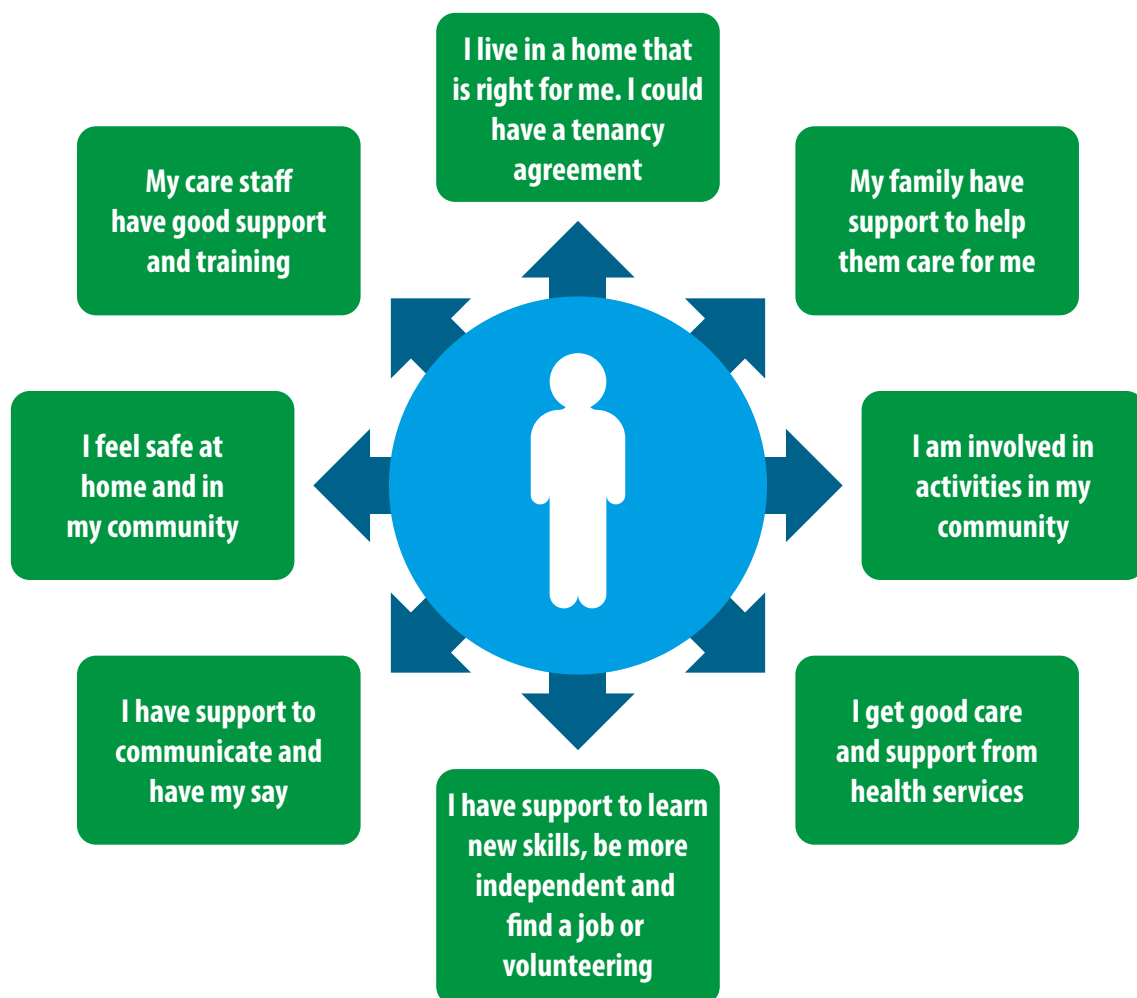 I live in a home that
is right for me. I could
have a tenancy
agreement
My family have
support to help
them care for me
I am involved in
activities in my
community
I get good care
and support from
health services
I have support to learn
new skills, be more
independent and
find a job or
volunteering
I have support to
communicate and
have my say
I feel safe at
home and in
my community
My care staff
have good support
and training